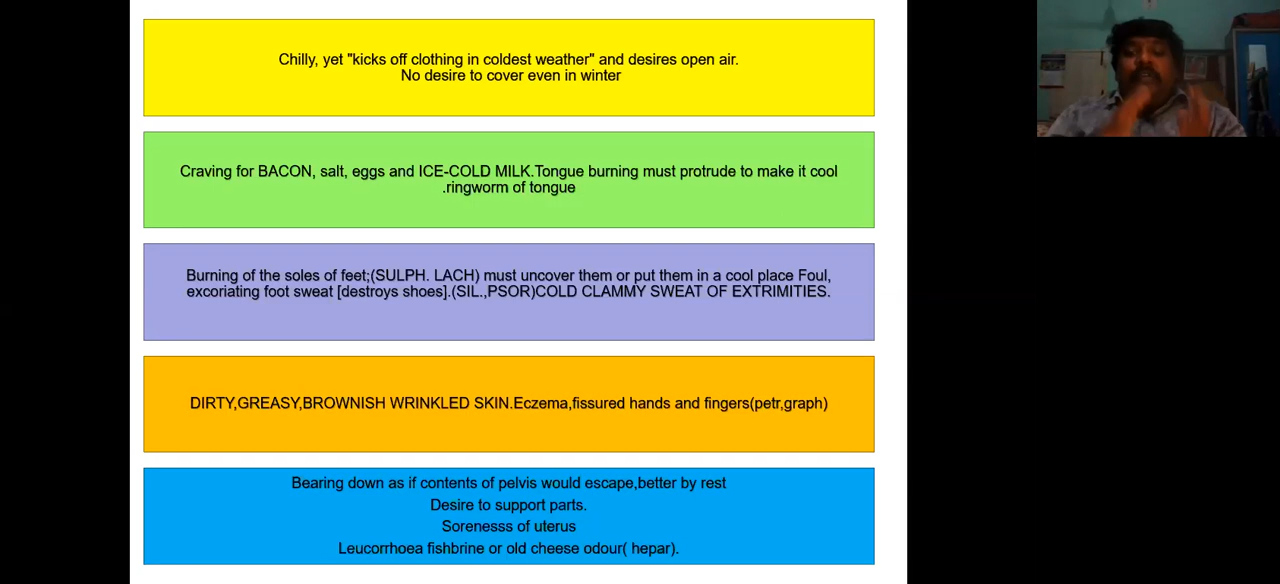 Chilly, yet "kicks off clothing in coldest weather" and desires open air.
No desire to cover even in winter
Craving for BACON, salt, eggs and ICE-COLD MILK.Tongue burning must protrude to make it cool
.ringworm of tongue
Burning of the soles of feet;(SULPH. LACH) must uncover them or put them in a cool place Foul,
excoriating foot sweat [destroys shoes].(SIL.,PSOR)COLD CLAMMY SWEAT OF EXTRIMITIES.
DIRTY,GREASY,BROWNISH WRINKLED SKIN.Eczema,fissured hands and fingers(petr,graph)
Bearing down as if contents of pelvis would escape,better by rest
Desire to support parts.
Sorenesss of uterus
Leucorrhoea fishbrine or old cheese odour( hepar).